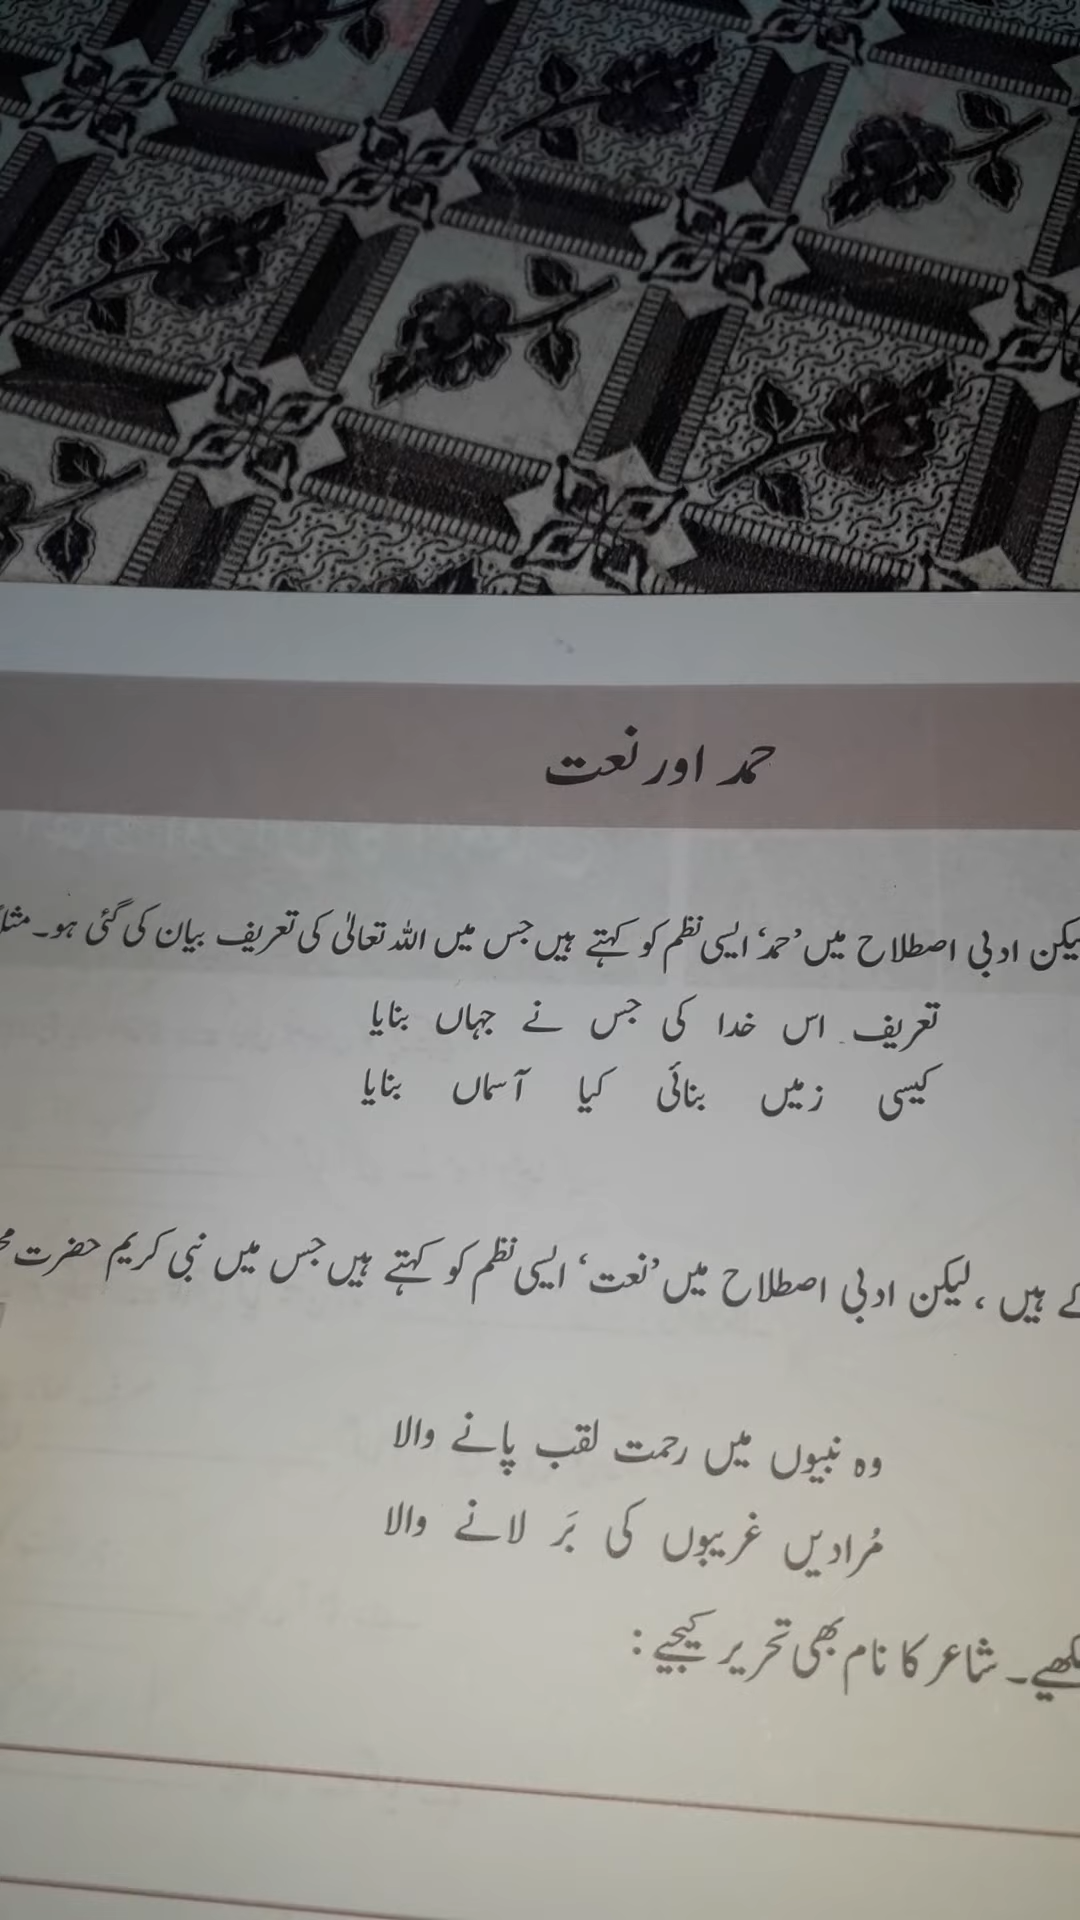 حمد اور نعت
لیکن ادبی اصطلاح میں ’حمد‘ ایسی نظم کو کہتے ہیں جس میں اللہ تعالیٰ کی تعریف بیان کی گئی ہو۔ مثلاً
تعریف اس خدا کی جس نے جہاں بنایا
کیسی زمیں بنائی کیا آسماں بنایا
کے ہیں، لیکن ادبی اصطلاح میں ’نعت‘ ایسی نظم کو کہتے ہیں جس میں نبی کریم حضرت
وہ نبیوں میں رحمت لقب پانے والا
مُرادیں غریبوں کی بَر لانے والا
شاعر کا نام بھی تحریر کیجیے :